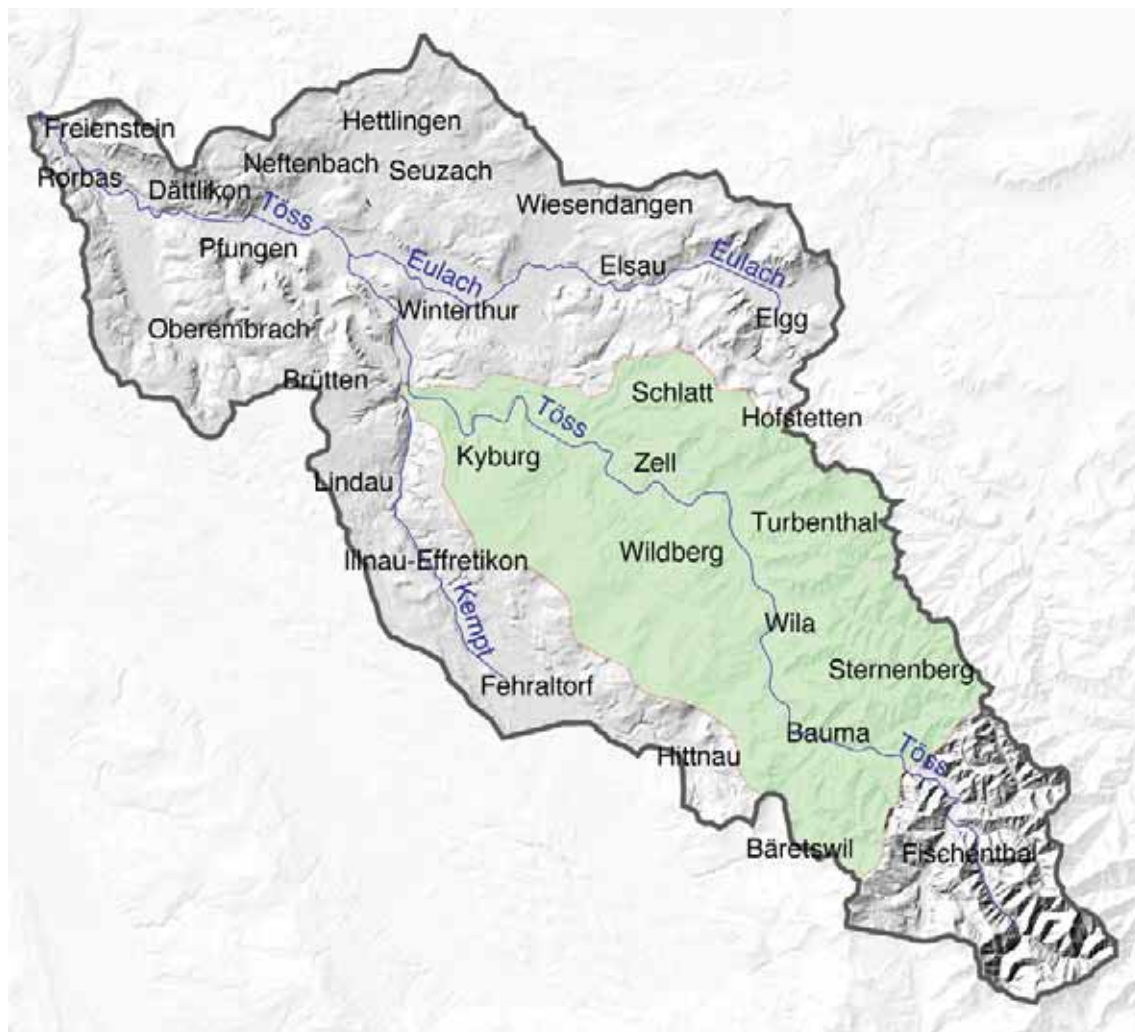 Hettlingen
Freienstein
Neftenbach
Seuzach
Rorbas
Dättlikon
Töss
Wiesendangen
Pfungen
Eulach
Elsau
Eulach
Winterthur
Elgg
Oberembrach
Brütten
Schlatt
Töss
Hofstetten
Kyburg
Zell
Lindau
Turbenthal
Wildberg
Illnau-Effretikon
Kempt
Wila
Sternenberg
Fehraltorf
Bauma
Töss
Hittnau
Bäretswil
Fischenthal